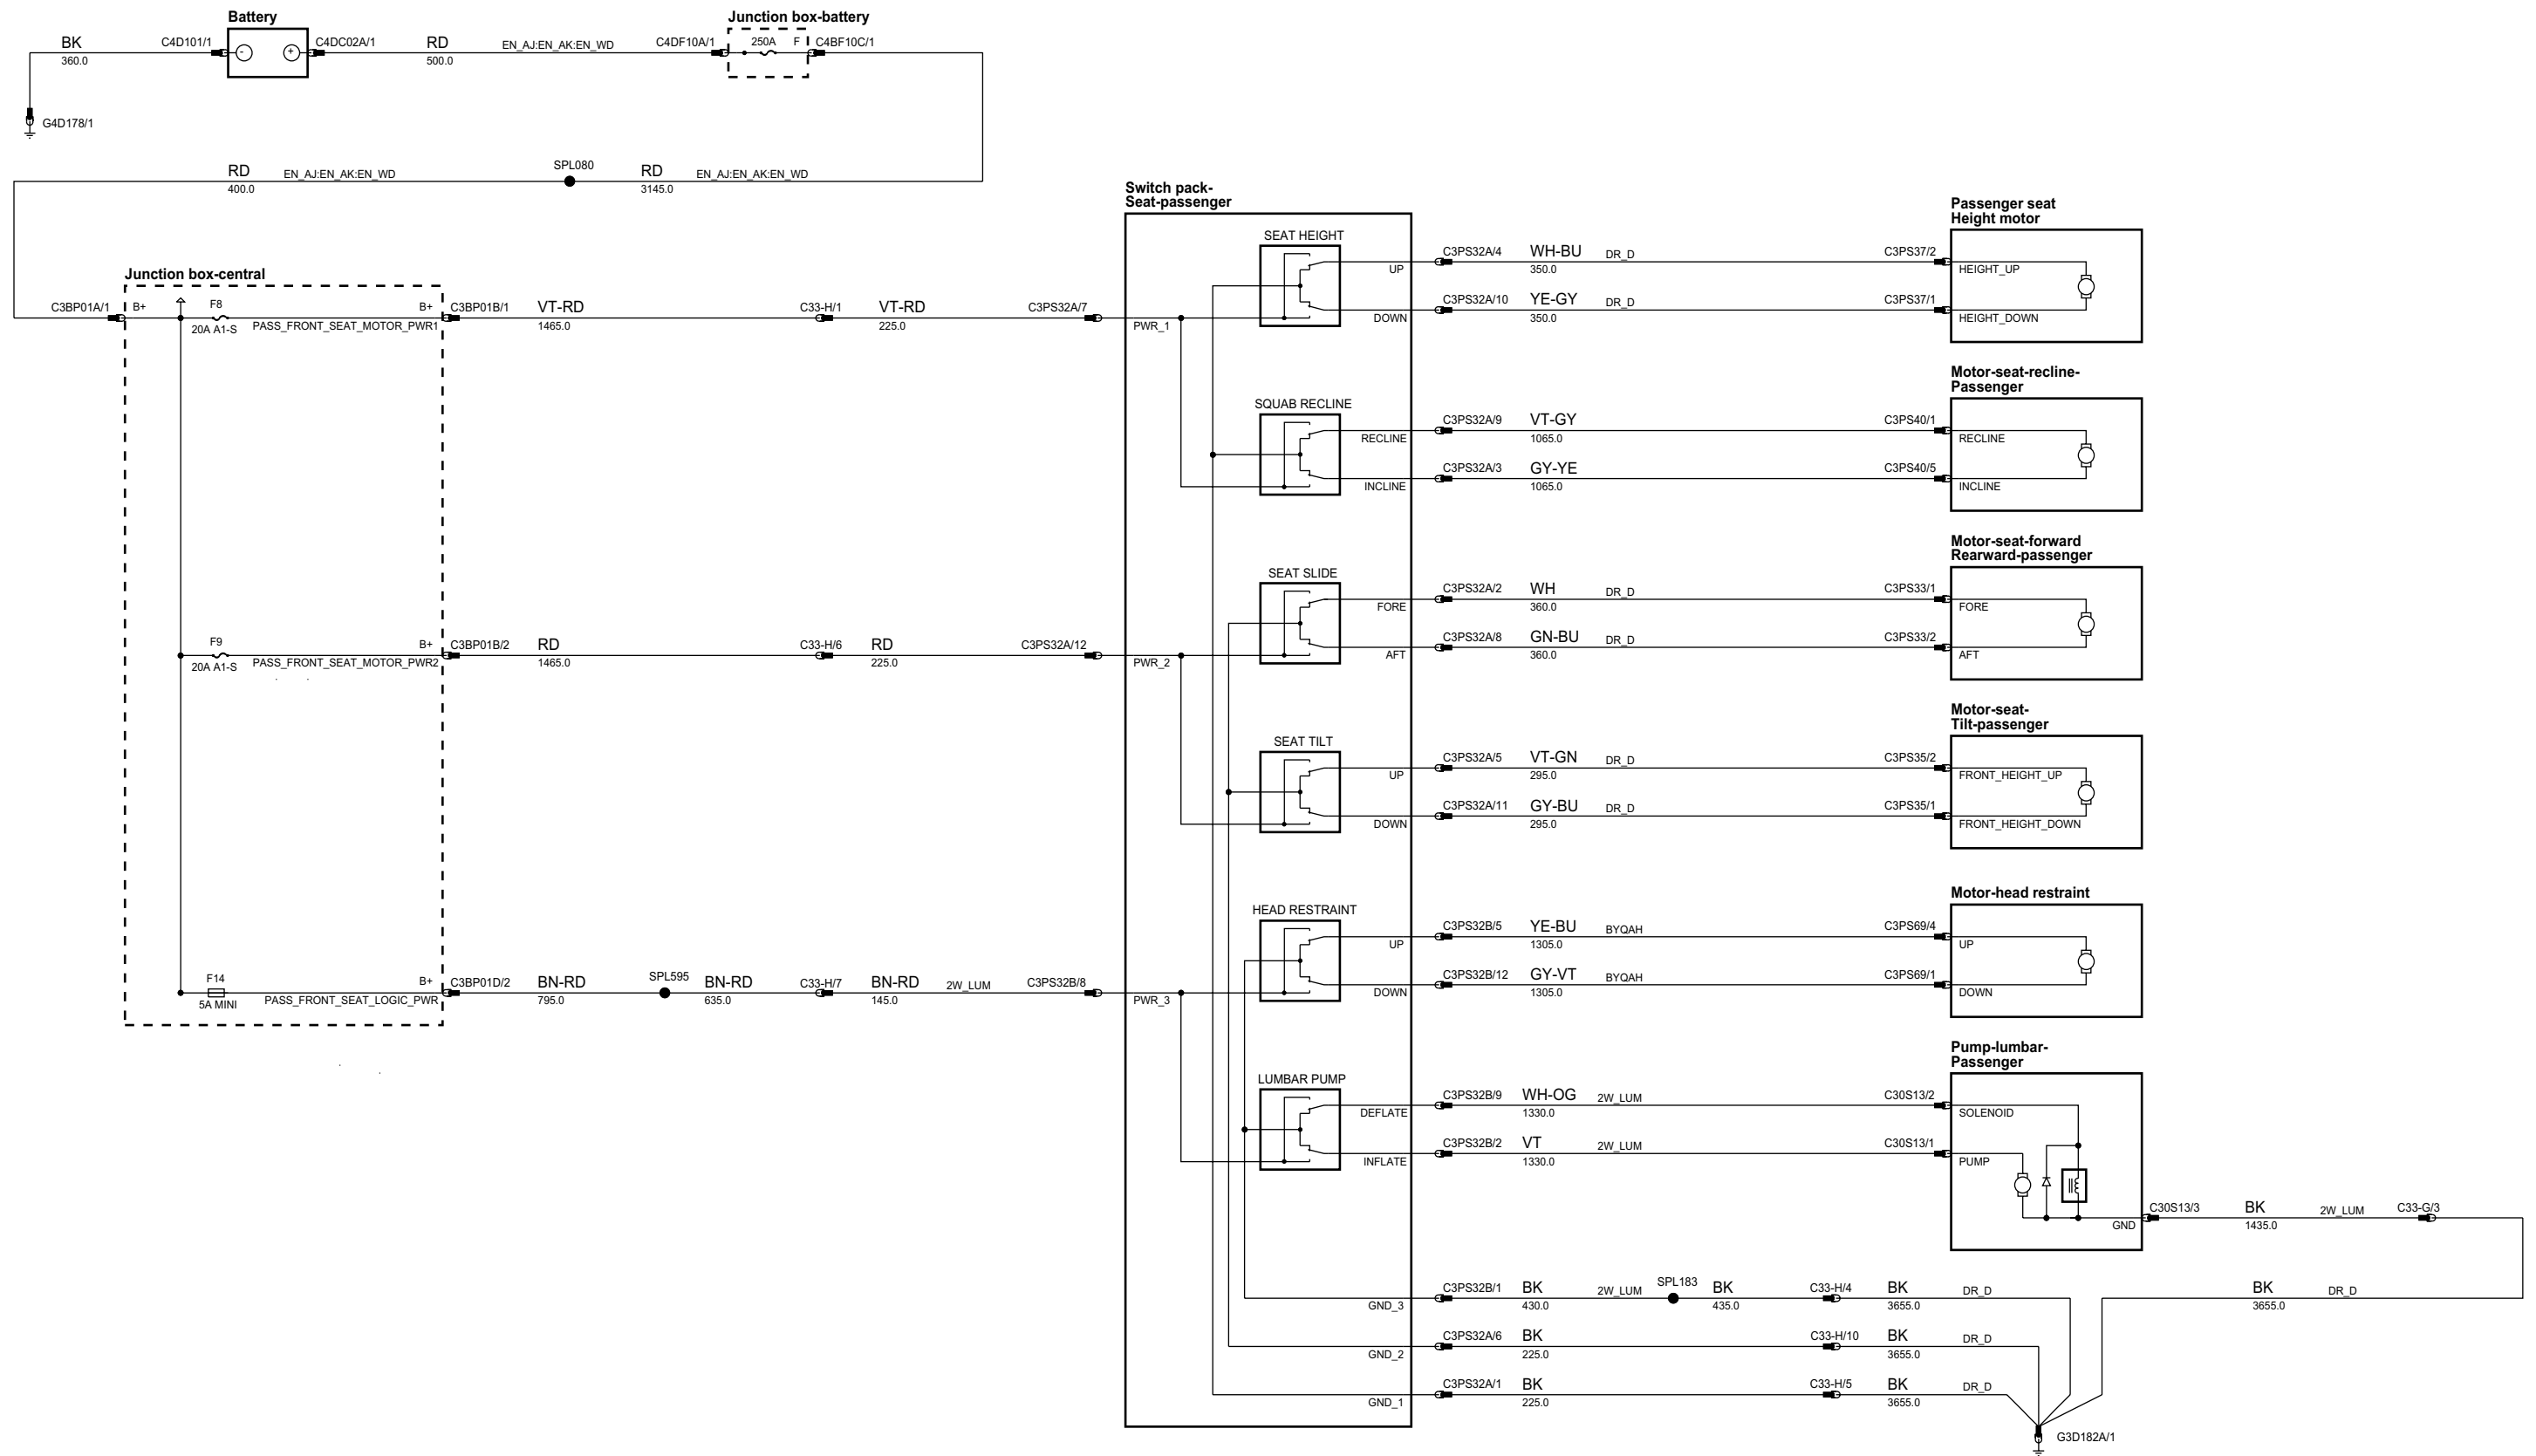 Battery
Junction box-battery
BK
360.0
C4D101/1
-
+
C4DC02A/1
RD
500.0
EN_AJ:EN_AK:EN_WD
C4DF10A/1
250A
F
C4BF10C/1
G4D178/1
RD
400.0
EN_AJ:EN_AK:EN_WD
SPL080
RD
3145.0
EN_AJ:EN_AK:EN_WD
Junction box-central
C3BP01A/1
B+
F8
20A A1-S
B+
PASS_FRONT_SEAT_MOTOR_PWR1
C3BP01B/1
VT-RD
1465.0
C33-H/1
VT-RD
225.0
C3PS32A/7
F9
20A A1-S
B+
PASS_FRONT_SEAT_MOTOR_PWR2
C3BP01B/2
RD
1465.0
C33-H/6
RD
225.0
C3PS32A/12
F14
5A MINI
B+
PASS_FRONT_SEAT_LOGIC_PWR
C3BP01D/2
BN-RD
795.0
SPL595
BN-RD
635.0
C33-H/7
BN-RD
145.0
2W_LUM
C3PS32B/8
Switch pack-
Seat-passenger
PWR_1
PWR_2
PWR_3
SEAT HEIGHT
UP
DOWN
C3PS32A/4
WH-BU
350.0
DR_D
C3PS37/2
C3PS32A/10
YE-GY
350.0
DR_D
C3PS37/1
Passenger seat
Height motor
HEIGHT_UP
HEIGHT_DOWN
SQUAB RECLINE
RECLINE
INCLINE
C3PS32A/9
VT-GY
1065.0
C3PS40/1
C3PS32A/3
GY-YE
1065.0
C3PS40/5
Motor-seat-recline-
Passenger
RECLINE
INCLINE
SEAT SLIDE
FORE
AFT
C3PS32A/2
WH
360.0
DR_D
C3PS33/1
C3PS32A/8
GN-BU
360.0
DR_D
C3PS33/2
Motor-seat-forward
Rearward-passenger
FORE
AFT
SEAT TILT
UP
DOWN
C3PS32A/5
VT-GN
295.0
DR_D
C3PS35/2
C3PS32A/11
GY-BU
295.0
DR_D
C3PS35/1
Motor-seat-
Tilt-passenger
FRONT_HEIGHT_UP
FRONT_HEIGHT_DOWN
HEAD RESTRAINT
UP
DOWN
C3PS32B/5
YE-BU
1305.0
BYQAH
C3PS69/4
C3PS32B/12
GY-VT
1305.0
BYQAH
C3PS69/1
Motor-head restraint
UP
DOWN
LUMBAR PUMP
DEFLATE
INFLATE
C3PS32B/9
WH-OG
1330.0
2W_LUM
C30S13/2
C3PS32B/2
VT
1330.0
2W_LUM
C30S13/1
Pump-lumbar-
Passenger
SOLENOID
PUMP
GND
C30S13/3
BK
1435.0
2W_LUM
C33-G/3
GND_3
C3PS32B/1
BK
430.0
2W_LUM
SPL183
BK
435.0
C33-H/4
BK
3655.0
DR_D
BK
3655.0
DR_D
GND_2
C3PS32A/6
BK
225.0
C33-H/10
BK
3655.0
DR_D
GND_1
C3PS32A/1
BK
225.0
C33-H/5
BK
3655.0
DR_D
G3D182A/1